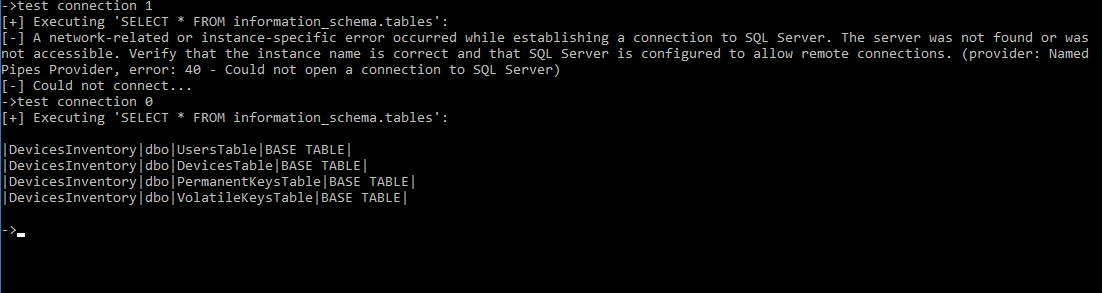 ->test connection 1
[+] Executing 'SELECT * FROM information_schema.tables':
[-] A network-related or instance-specific error occurred while establishing a connection to SQL Server. The server was not found or was
not accessible. Verify that the instance name is correct and that SQL Server is configured to allow remote connections. (provider: Named
Pipes Provider, error: 40 - Could not open a connection to SQL Server)
[-] Could not connect...
->test connection 0
[+] Executing 'SELECT * FROM information_schema.tables':
|DevicesInventory|dbo|UsersTable|BASE TABLE|
|DevicesInventory|dbo|DevicesTable|BASE TABLE|
|DevicesInventory|dbo|PermanentKeysTable|BASE TABLE|
|DevicesInventory|dbo|VolatileKeysTable|BASE TABLE|
->_